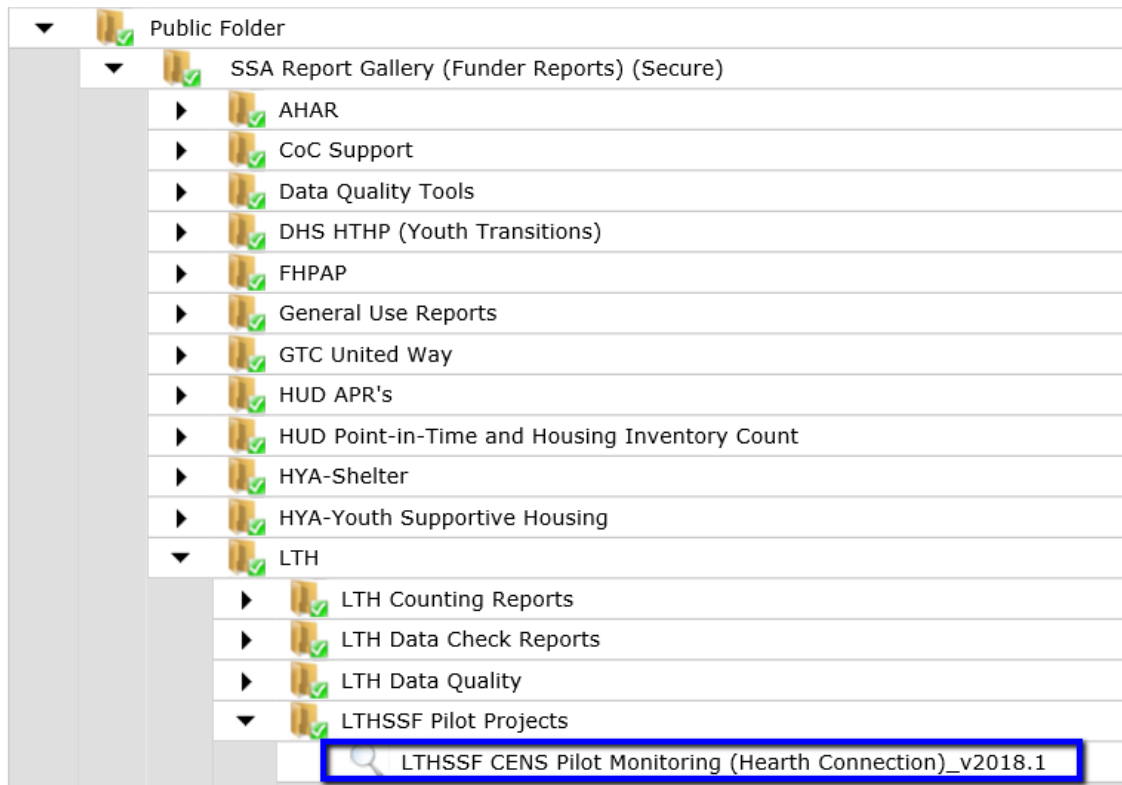 Public Folder
SSA Report Gallery (Funder Reports) (Secure)
AHAR
CoC Support
Data Quality Tools
DHS HTHP (Youth Transitions)
FHPAP
General Use Reports
GTC United Way
HUD APR's
HUD Point-in-Time and Housing Inventory Count
HYA-Shelter
HYA-Youth Supportive Housing
LTH
LTH Counting Reports
LTH Data Check Reports
LTH Data Quality
LTHSSF Pilot Projects
LTHSSF CENS Pilot Monitoring (Hearth Connection)_v2018.1